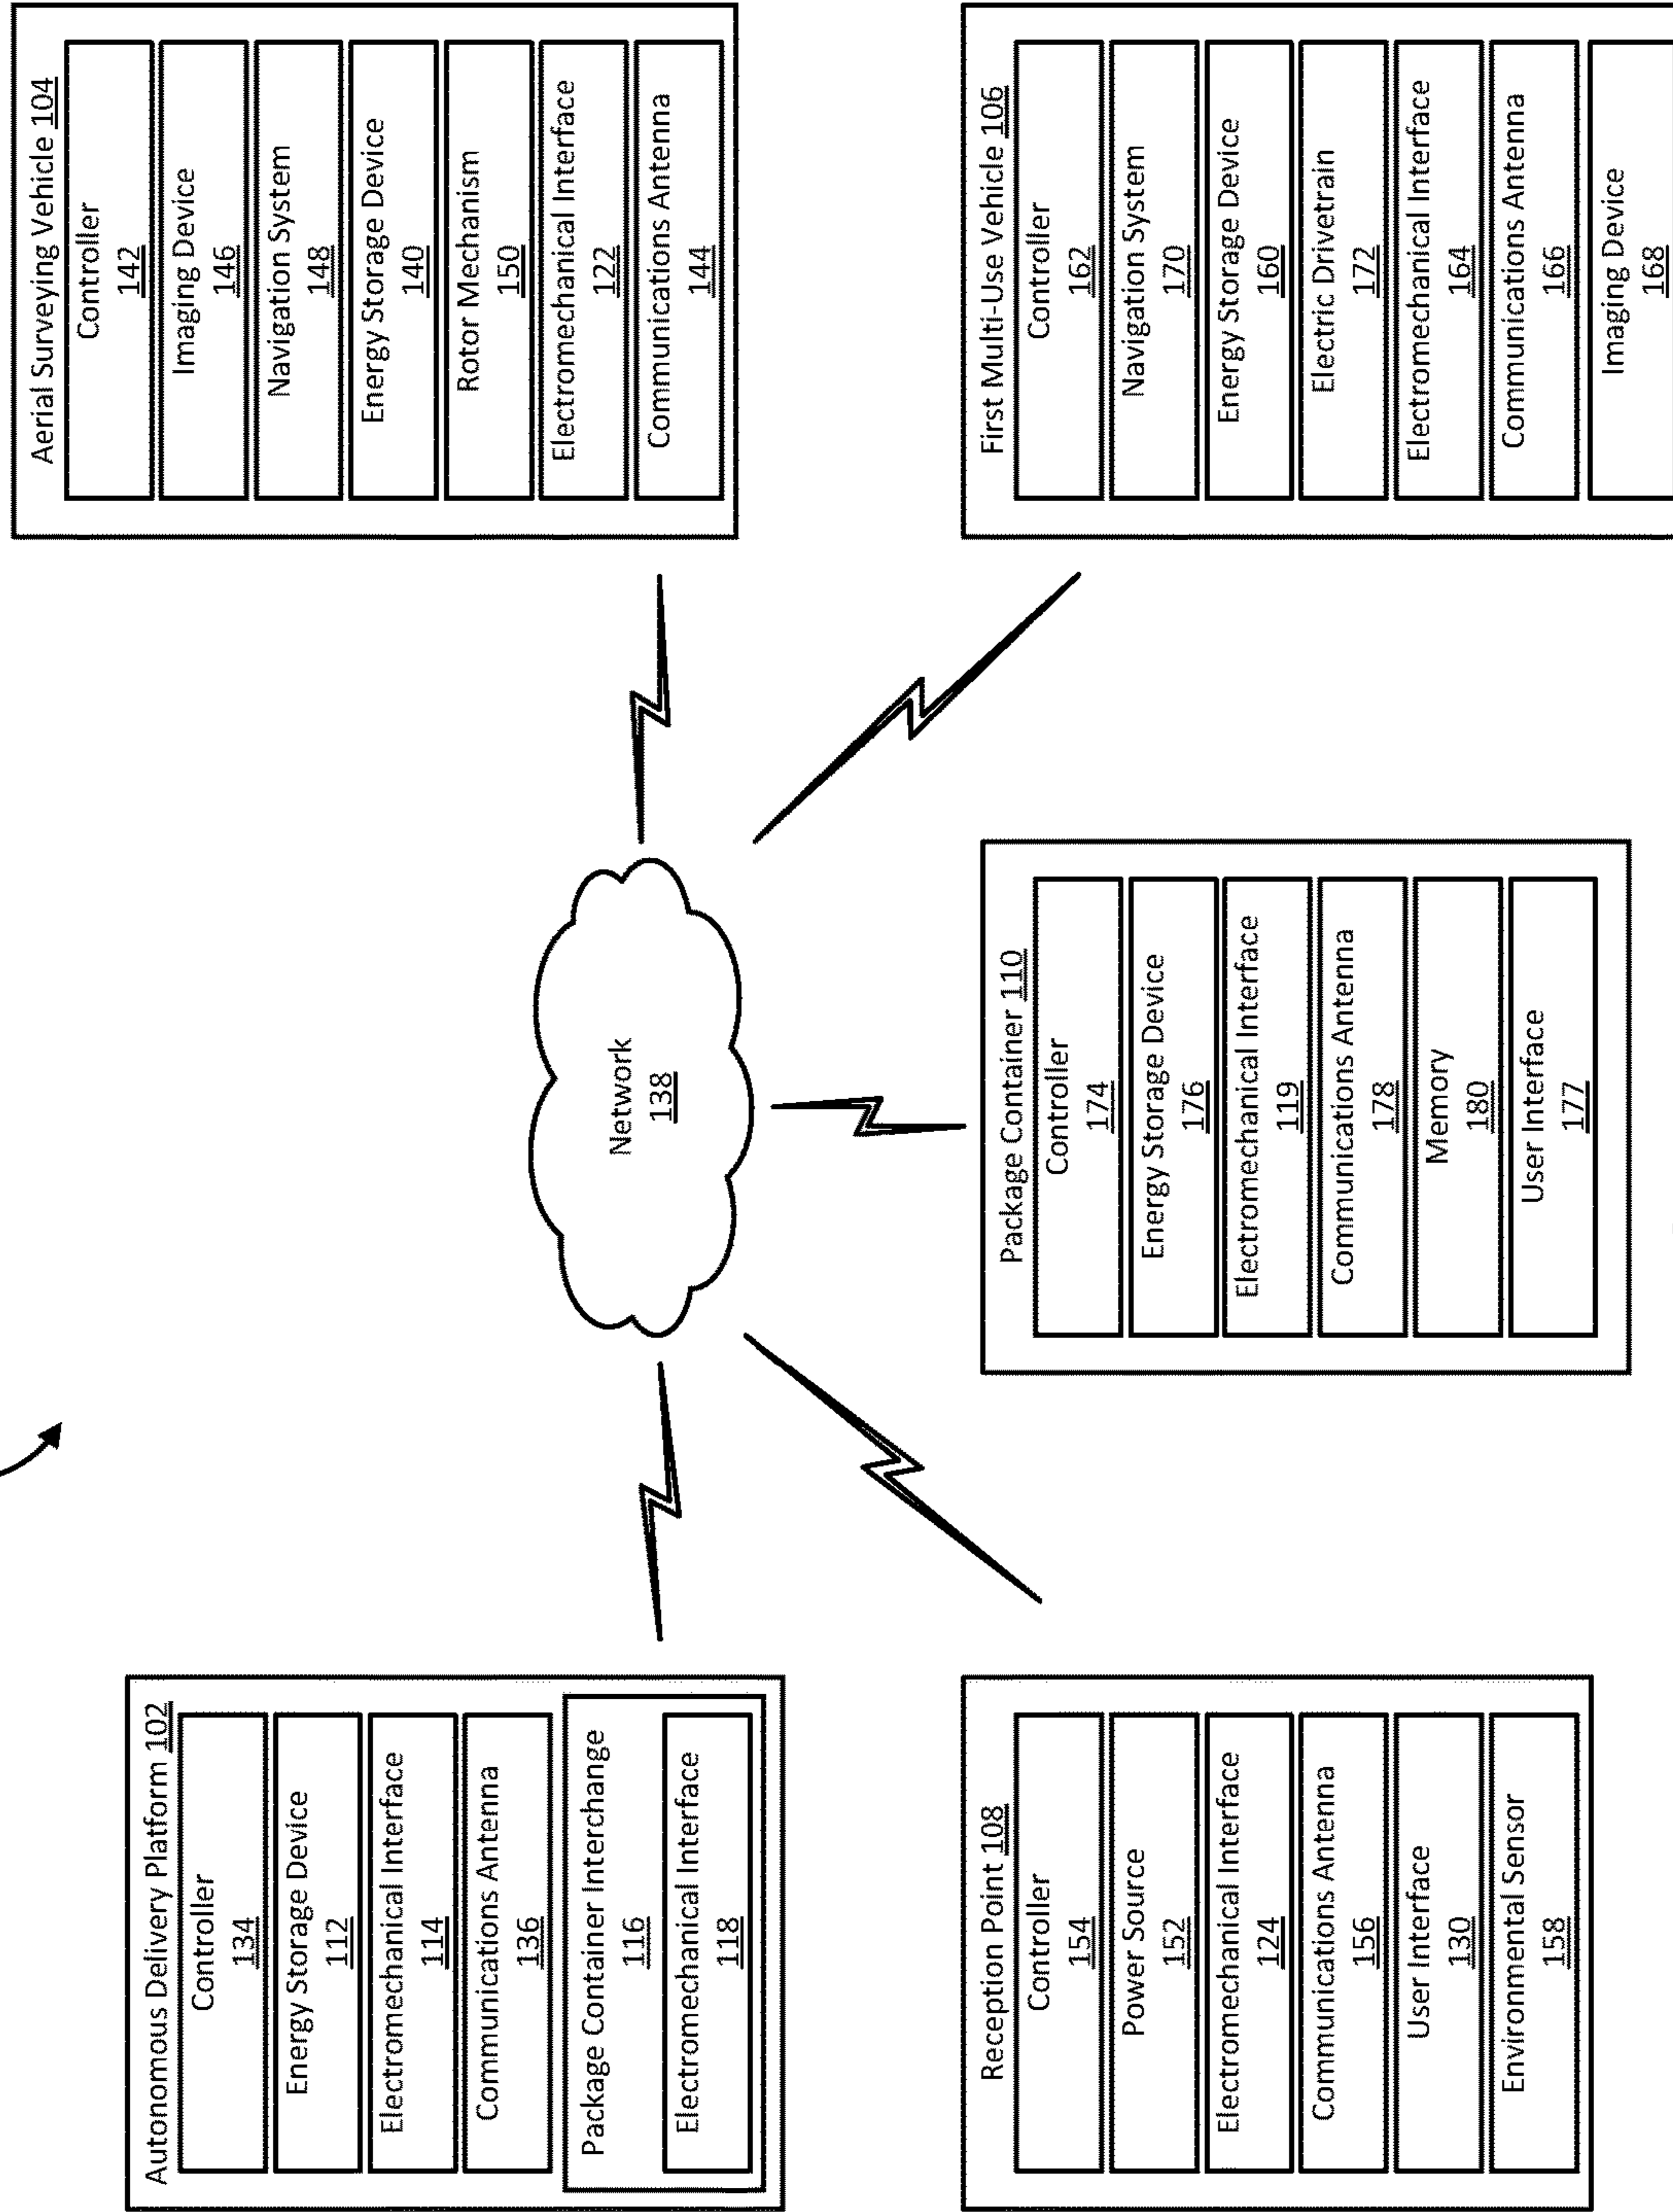 Autonomous Delivery Platform 102
Controller
134
Energy Storage Device
112
Electromechanical Interface
114
Communications Antenna
136
Package Container Interchange
116
Electromechanical Interface
118
Network
138
Aerial Surveying Vehicle 104
Controller
142
Imaging Device
146
Navigation System
148
Energy Storage Device
140
Rotor Mechanism
150
Electromechanical Interface
122
Communications Antenna
144
Reception Point 108
Controller
154
Power Source
152
Electromechanical Interface
124
Communications Antenna
156
User Interface
130
Environmental Sensor
158
Package Container 110
Controller
174
Energy Storage Device
176
Electromechanical Interface
119
Communications Antenna
178
Memory
180
User Interface
177
First Multi-Use Vehicle 106
Controller
162
Navigation System
170
Energy Storage Device
160
Electric Drivetrain
172
Electromechanical Interface
164
Communications Antenna
166
Imaging Device
168